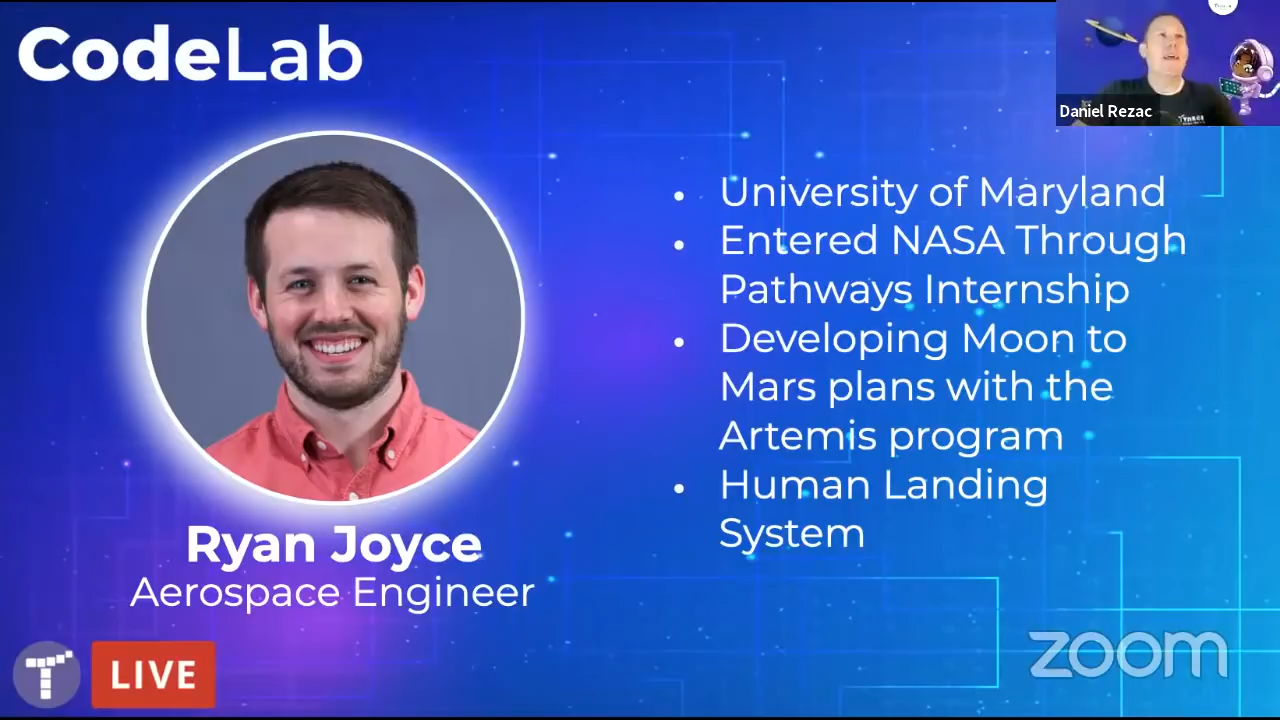 CodeLab
Daniel Rezac
• University of Maryland
• Entered NASA Through
Pathways Internship
• Developing Moon to
Mars plans with the
Artemis program
• Human Landing
System
Ryan Joyce
Aerospace Engineer
LIVE
zoom